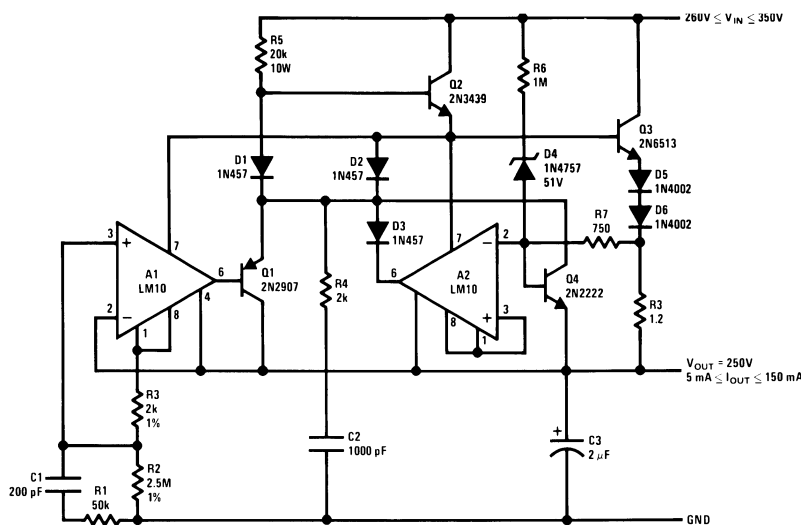 260V ≤ VIN ≤ 350V
R5
20k
10W
R6
1M
Q2
2N3439
Q3
2N6513
D1
1N457
D2
1N457
D4
1N4757
51V
D5
1N4002
D6
1N4002
R7
750
D3
1N457
3
+
7
A1
LM10
6
2
−
4
8
1
Q1
2N2907
R4
2k
7
−
2
A2
LM10
6
+
3
8
1
Q4
2N2222
R3
1.2
VOUT = 250V
5 mA ≤ IOUT ≤ 150 mA
R3
2k
1%
C2
1000 pF
+
C3
2 μF
C1
200 pF
R1
50k
R2
2.5M
1%
GND